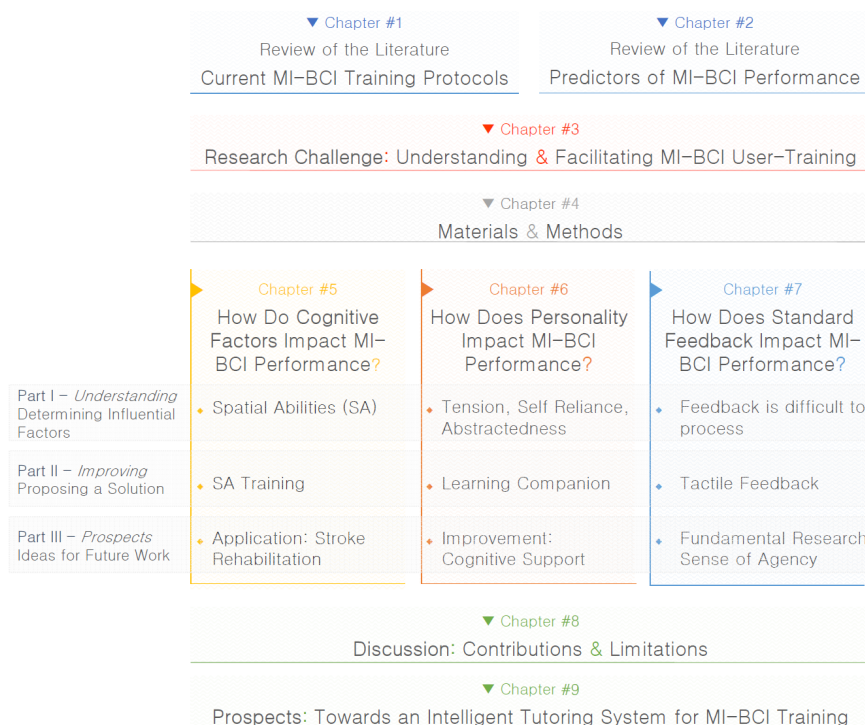 ▼ Chapter #1
Review of the Literature
Current MI-BCI Training Protocols
▼ Chapter #2
Review of the Literature
Predictors of MI-BCI Performance
▼ Chapter #3
Research Challenge: Understanding & Facilitating MI-BCI User-Training
▼ Chapter #4
Materials & Methods
Chapter #5
How Do Cognitive
Factors Impact MI-
BCI Performance?
Chapter #6
How Does Personality
Impact MI-BCI
Performance?
Chapter #7
How Does Standard
Feedback Impact MI-
BCI Performance?
Part I - Understanding
Determining Influential
Factors
Spatial Abilities (SA)
Tension, Self Reliance,
Abstractedness
Feedback is difficult to
process
Part II - Improving
Proposing a Solution
SA Training
Learning Companion
Tactile Feedback
Part III - Prospects
Ideas for Future Work
Application: Stroke
Rehabilitation
Improvement:
Cognitive Support
Fundamental Research
Sense of Agency
▼ Chapter #8
Discussion: Contributions & Limitations
▼ Chapter #9
Prospects: Towards an Intelligent Tutoring System for MI-BCI Training